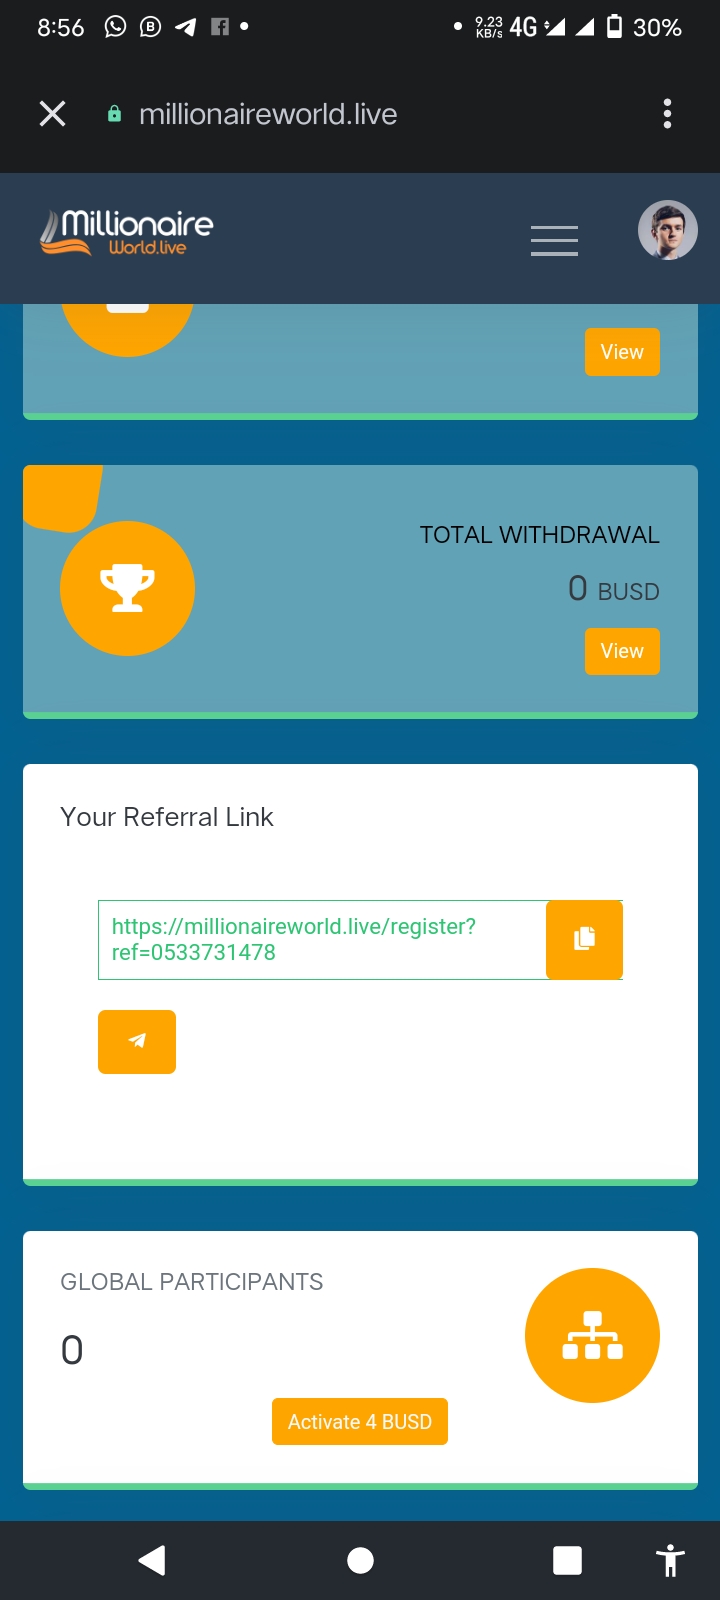 8:56
9.23
KB/s
4G
30%
millionaireworld.live
Millionaire
World.live
View
TOTAL WITHDRAWAL
0 BUSD
View
Your Referral Link
https://millionaireworld.live/register?
ref=0533731478
GLOBAL PARTICIPANTS
0
Activate 4 BUSD